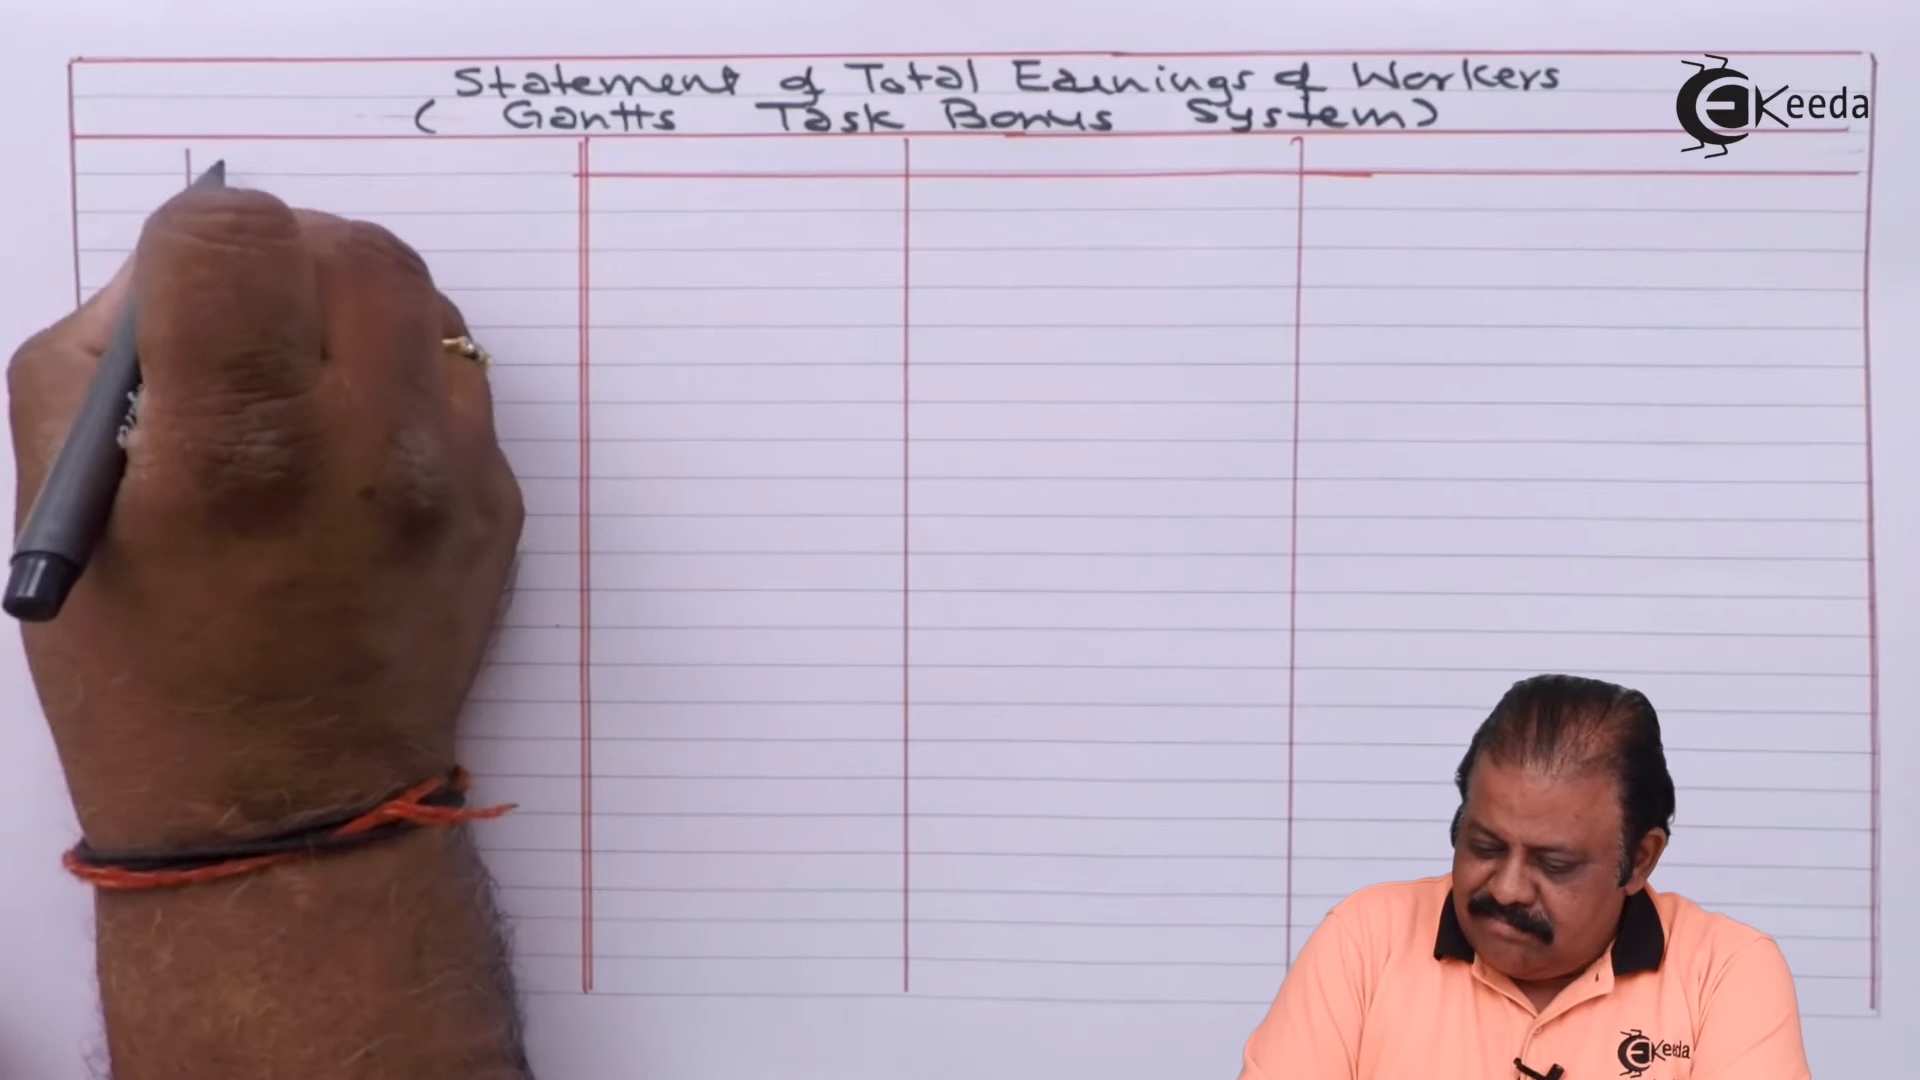 Statement of Total Earnings of Workers
( Gantts Task Bonus System)
Keeda
Keeda